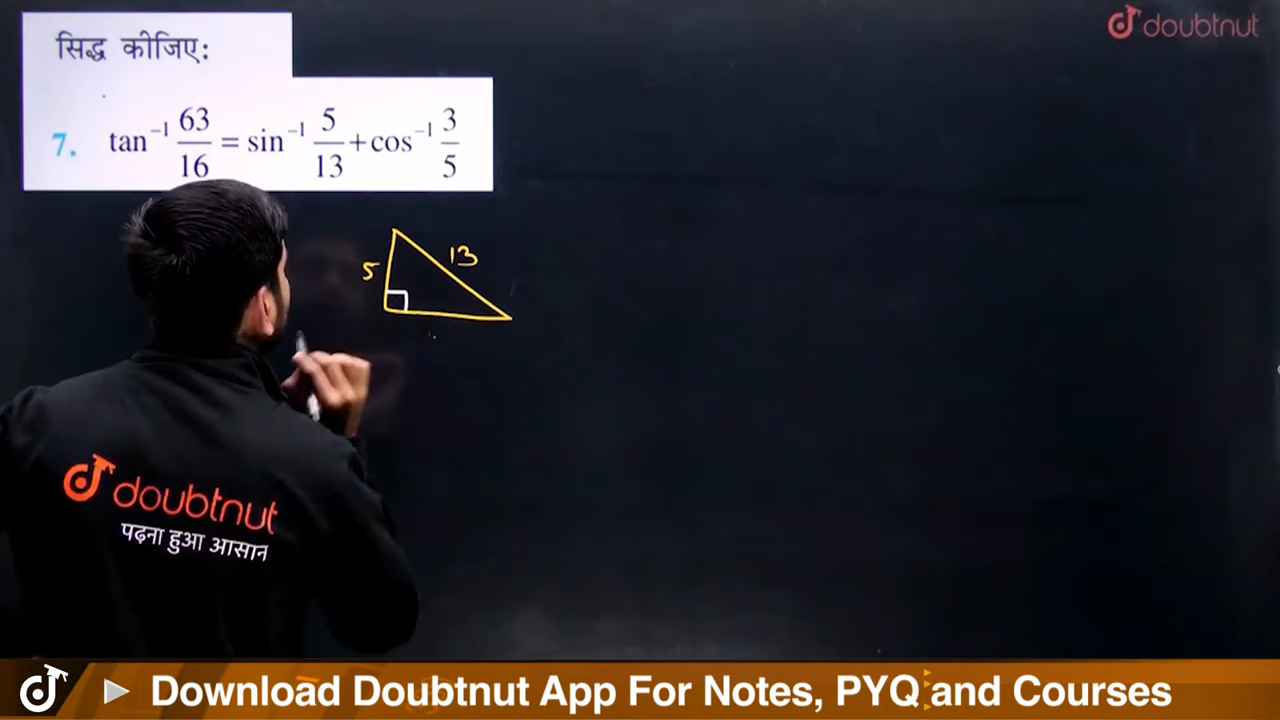 doubtnut
सिद्ध कीजिए:
7. tan⁻¹ 63/16 = sin⁻¹ 5/13 + cos⁻¹ 3/5
5
13
doubtnut
पढ़ना हुआ आसान
Download Doubtnut App For Notes, PYQ and Courses